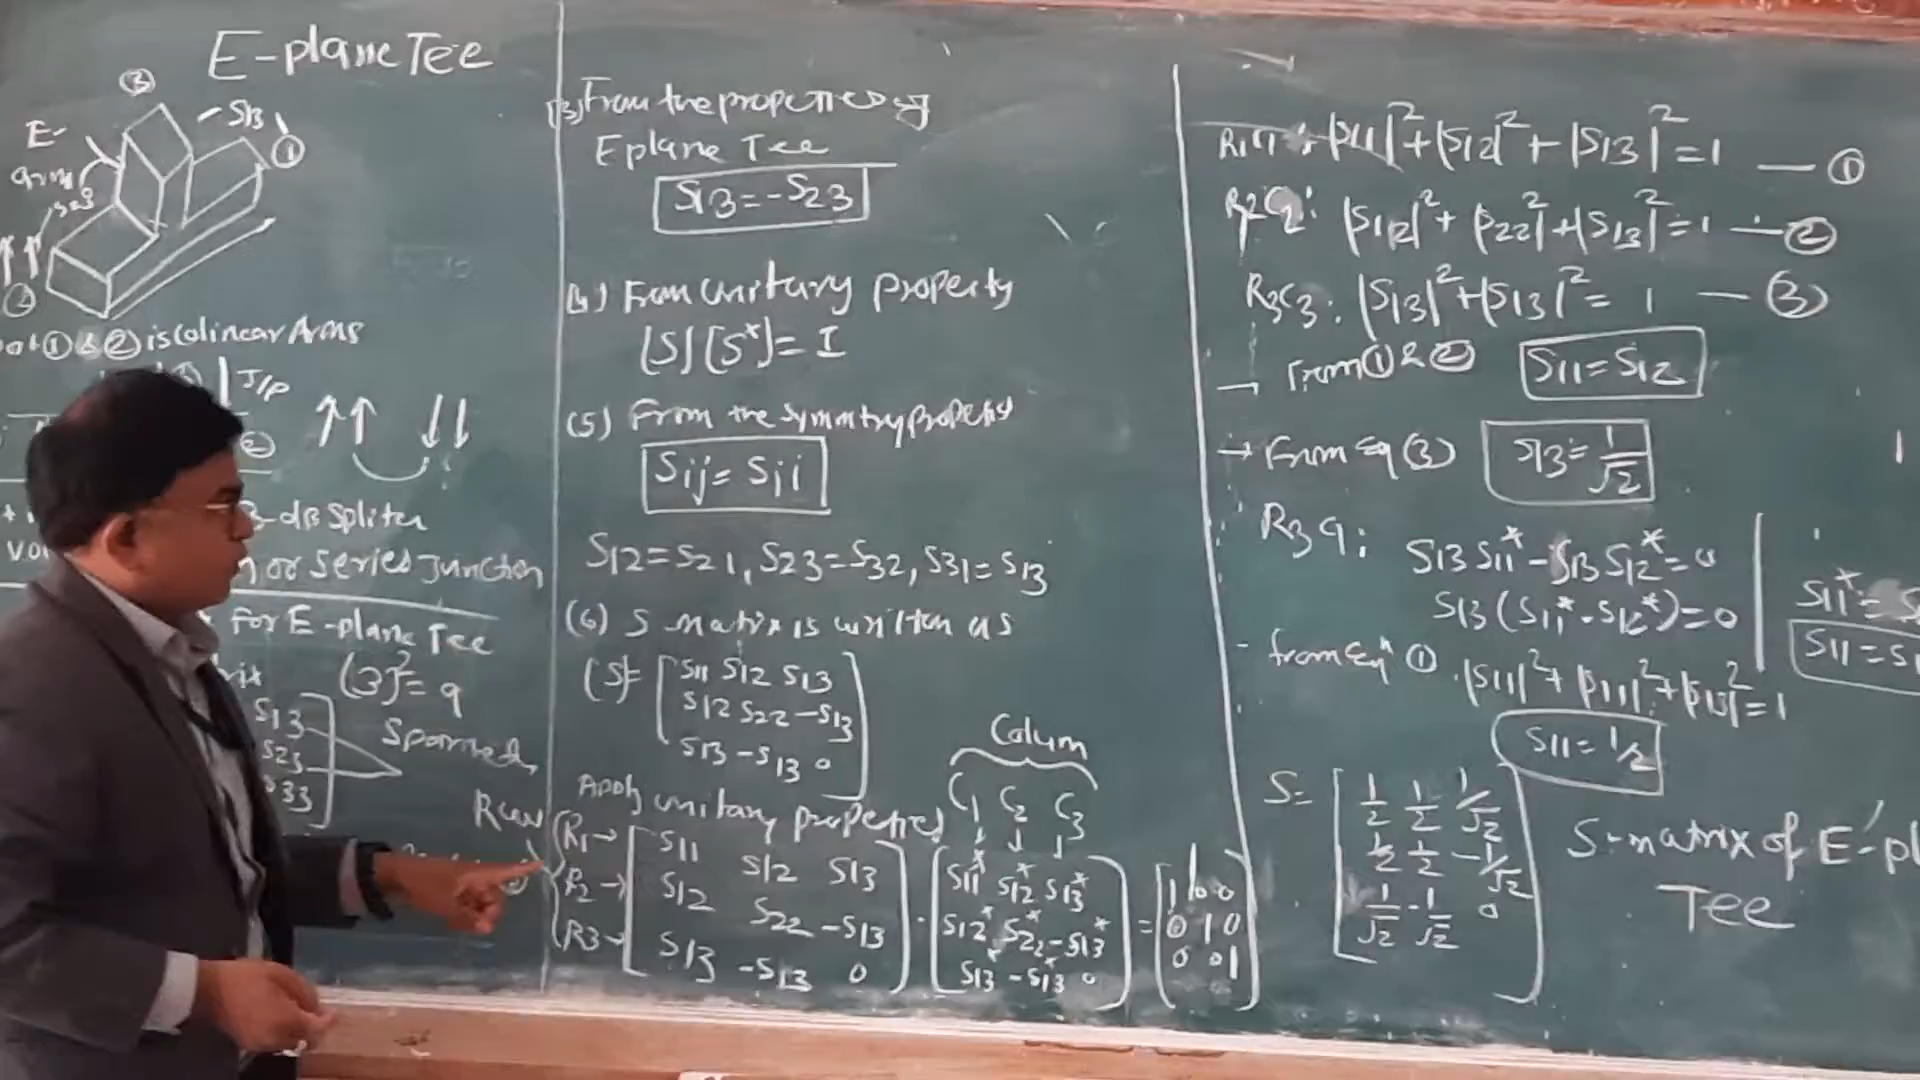 E-plane Tee
③
S13
E-
arm
①
S23
②
① & ② is Colinear Arms
I/P
②
3-dB Spliter
or Series Junction
For E-plane Tee
(3)²= 9
S13
S23
S33
(3) From the properties of
E plane Tee
S13=-S23
(4) From Unitary property
[S][S*]= I
(5) From the symmtry property
Sij= Sji
S12=S21, S23=S32, S31=S13
(6) S matrix is written as
[S]=
S11 S12 S13
S12 S22 -S13
S13 -S13 0
Apply unitary properties
Colum
C1 C2 C3
Row
R1→ S11 S12 S13
R2→ S12 S22 -S13
R3→ S13 -S13 0
.
S11* S12* S13*
S12* S22* -S13*
S13* -S13* 0
=
1 0 0
0 1 0
0 0 1
R1C1: |S11|²+|S12|²+|S13|²=1 — ①
R2C2: |S12|²+|S22|²+|S13|²=1 — ②
R3C3: |S13|²+|S13|²= 1 — ③
→ From ① & ② S11=S12
→ From Eq (3) S13= 1/√2
R3C1: S13 S11* - S13 S12*=0
S13(S11*-S12*)=0
S11*=
S11=
- from Eqn ① |S11|²+|S11|²+|S13|²=1
S11= 1/2
S=
1/2 1/2 1/√2
1/2 1/2 -1/√2
1/√2 -1/√2 0
S-matrix of E-pl
Tee